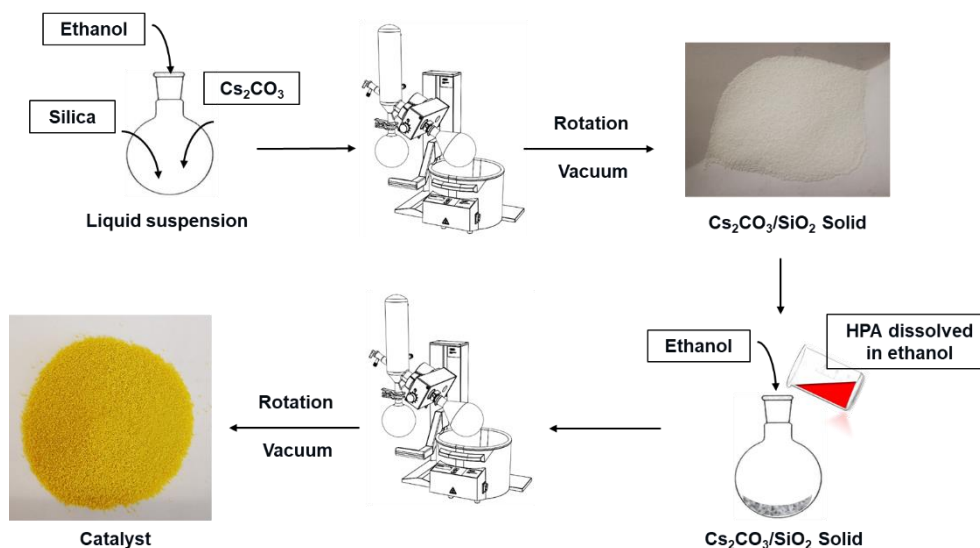 Ethanol
Cs₂CO₃
Silica
Liquid suspension
Rotation
Vacuum
Cs₂CO₃/SiO₂ Solid
HPA dissolved
in ethanol
Ethanol
Cs₂CO₃/SiO₂ Solid
Rotation
Vacuum
Catalyst